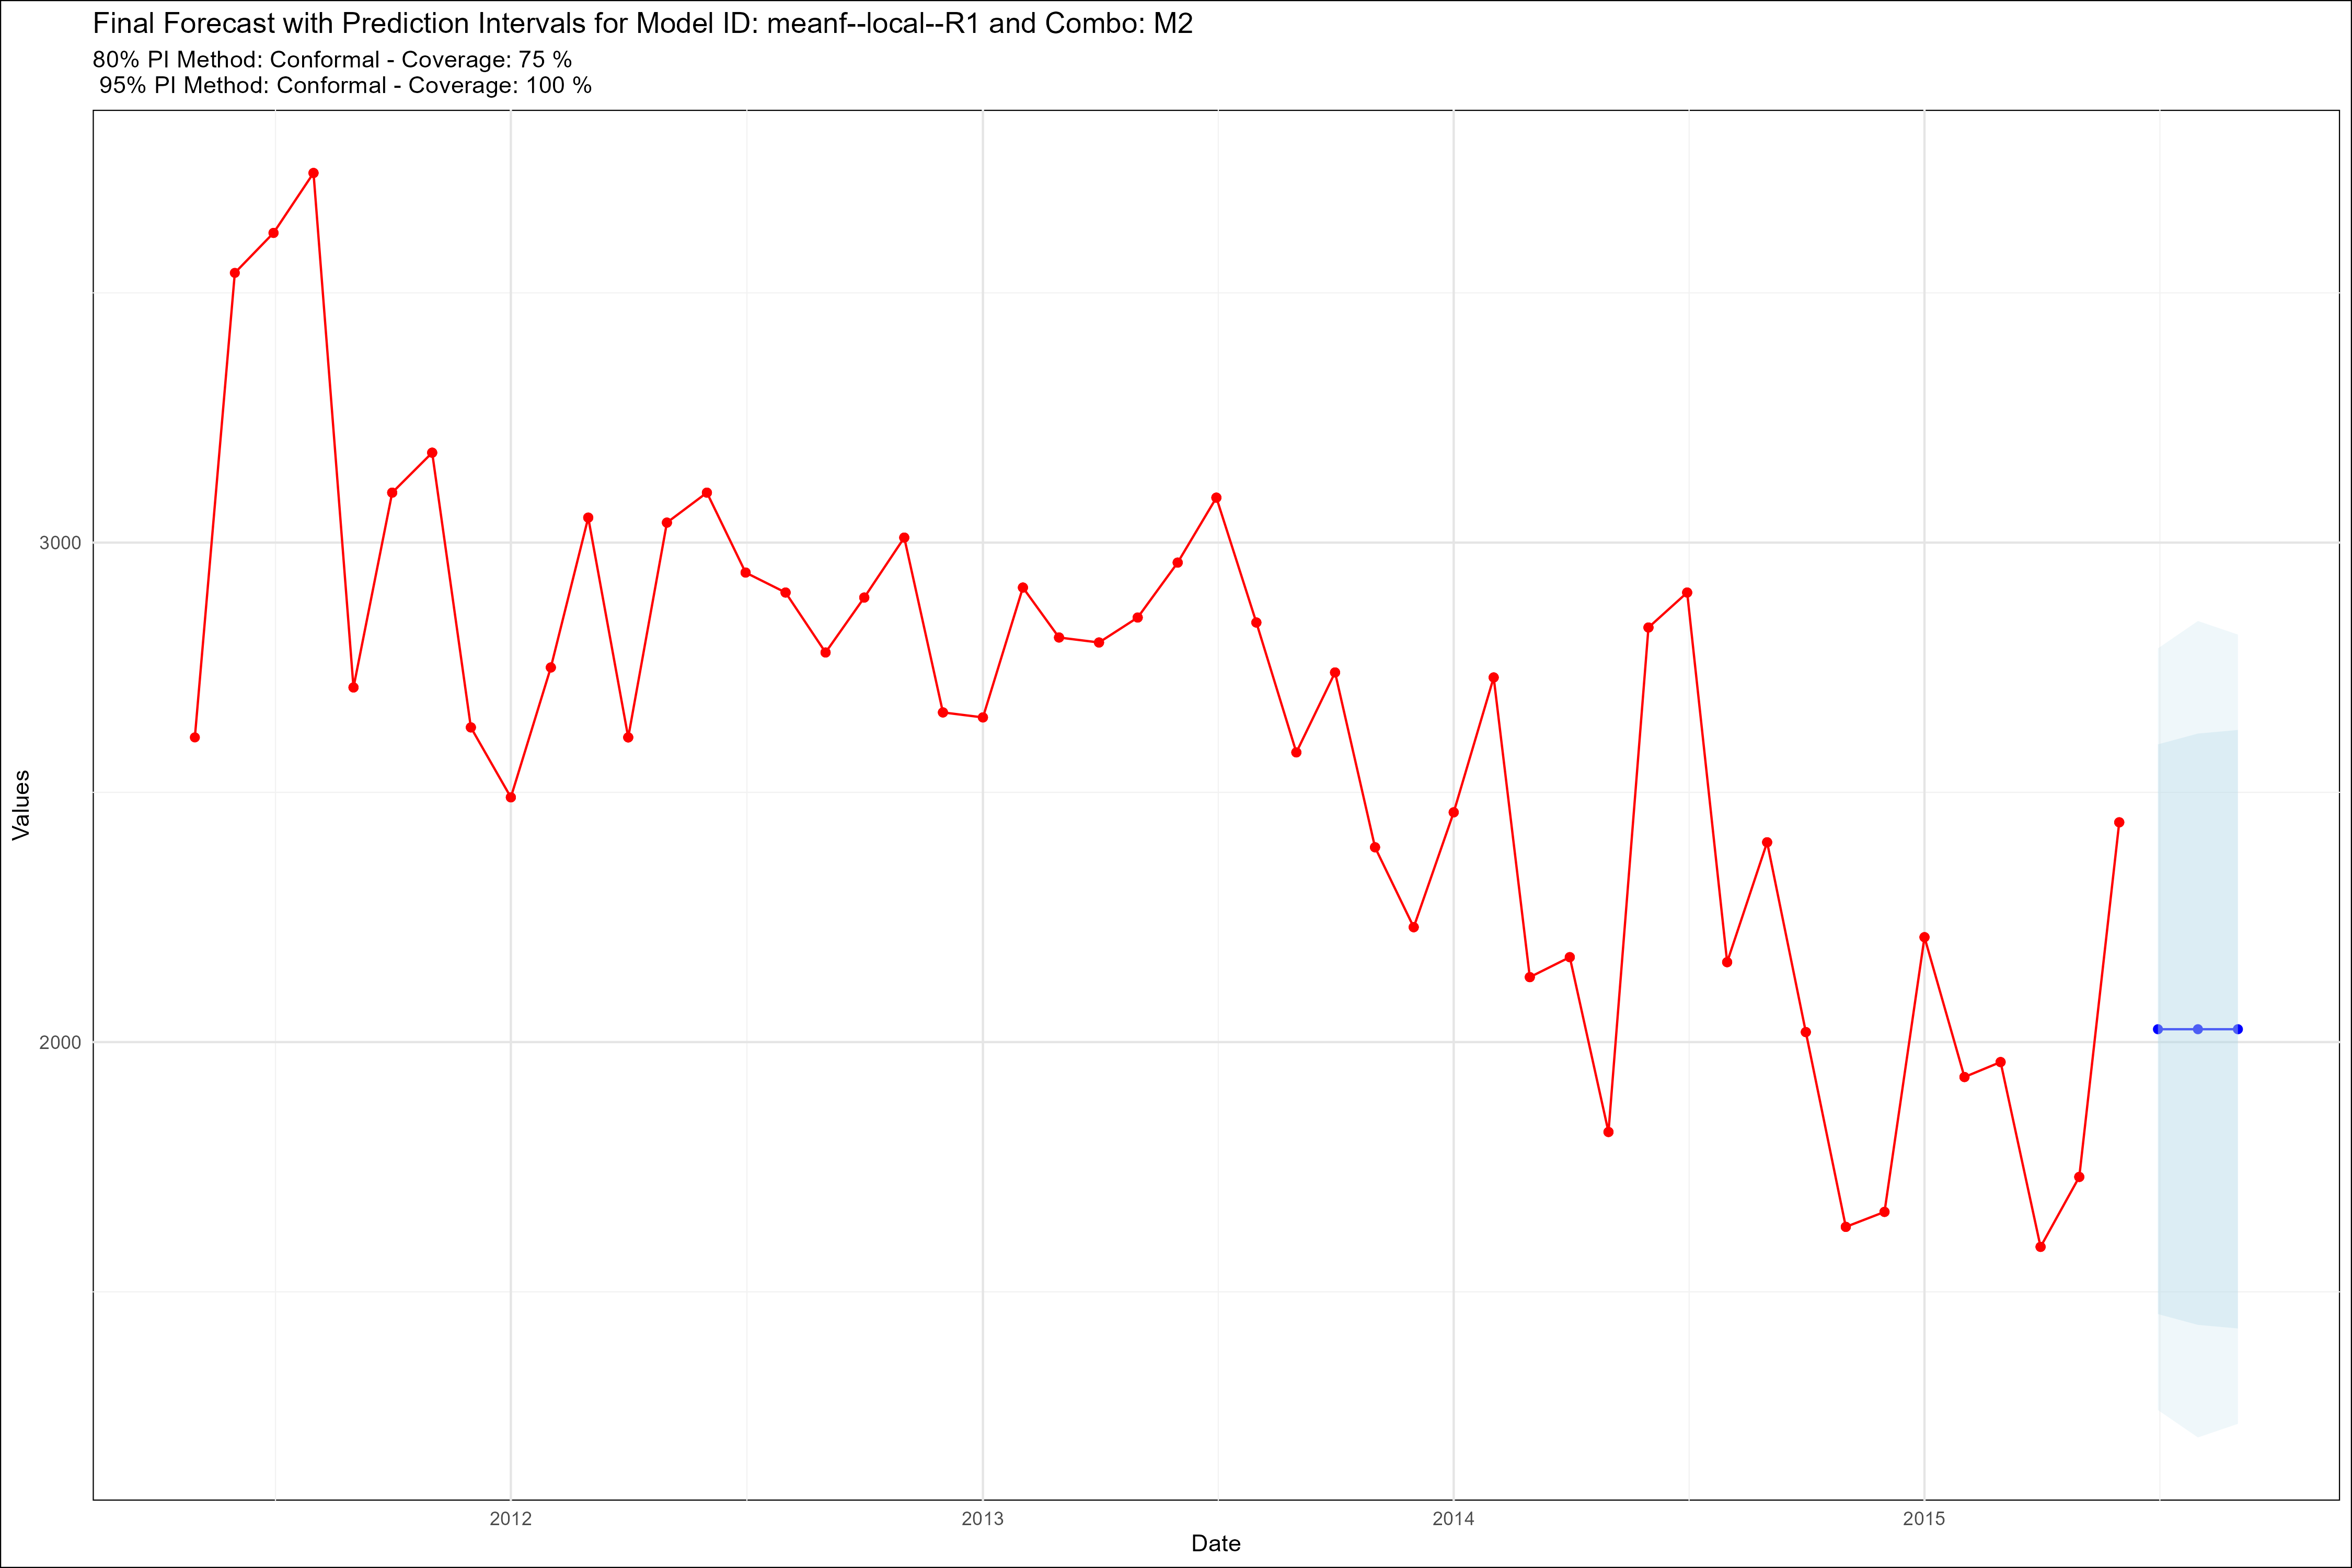 Final Forecast with Prediction Intervals for Model ID: meanf--local--R1 and Combo: M2
80% PI Method: Conformal - Coverage: 75 %
95% PI Method: Conformal - Coverage: 100 %
Values
3000
2000
2012
2013
2014
2015
Date